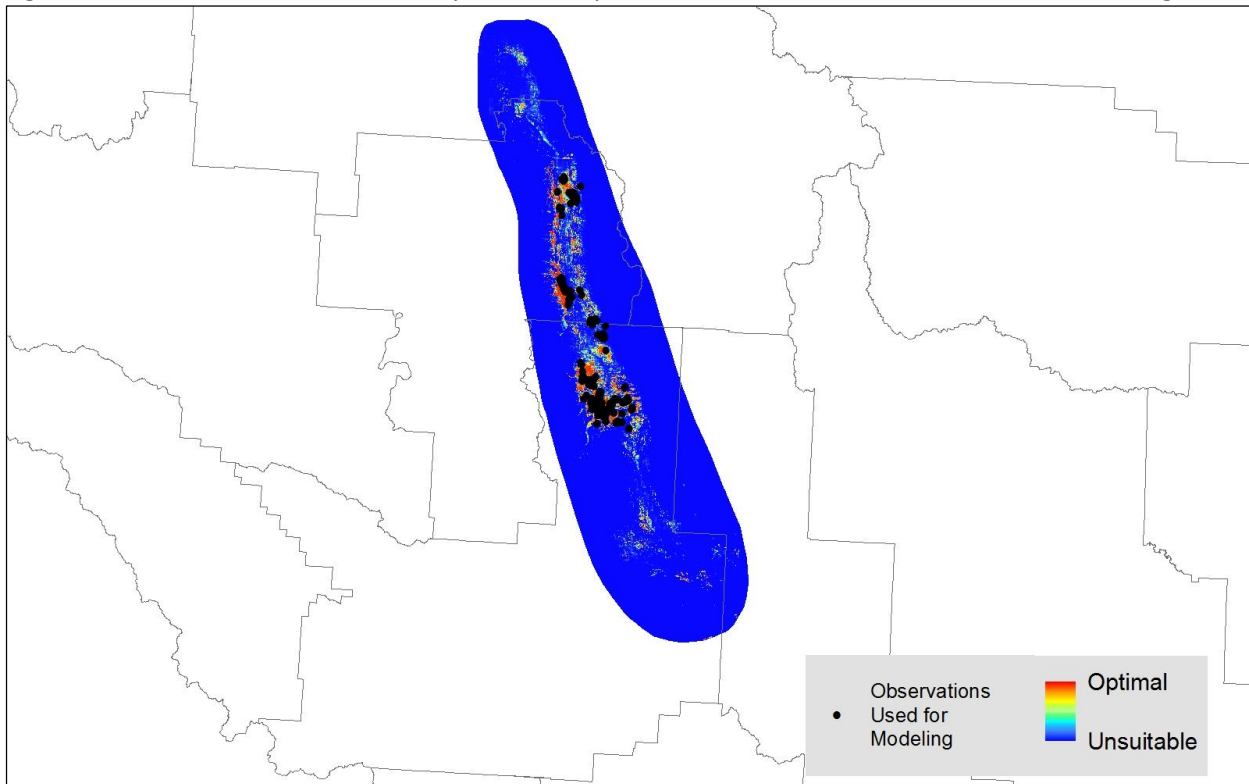 Observations
Used for
Modeling
Optimal
Unsuitable